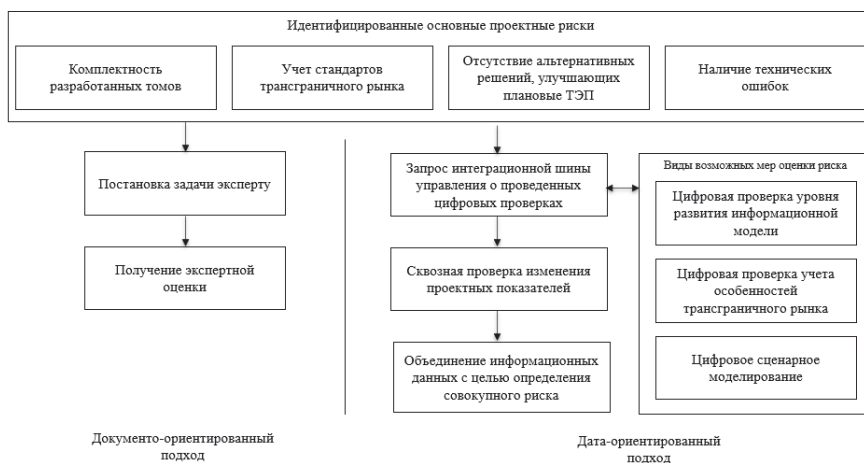 Идентифицированные основные проектные риски
Комплектность
разработанных томов
Учет стандартов
трансграничного рынка
Отсутствие альтернативных
решений, улучшающих
плановые ТЭП
Наличие технических
ошибок
Постановка задачи эксперту
Получение экспертной
оценки
Документо-ориентированный
подход
Запрос интеграционной шины
управления о проведенных
цифровых проверках
Сквозная проверка изменения
проектных показателей
Объединение информационных
данных с целью определения
совокупного риска
Виды возможных мер оценки риска
Цифровая проверка уровня
развития информационной
модели
Цифровая проверка учета
особенностей
трансграничного рынка
Цифровое сценарное
моделирование
Дата-ориентированный
подход